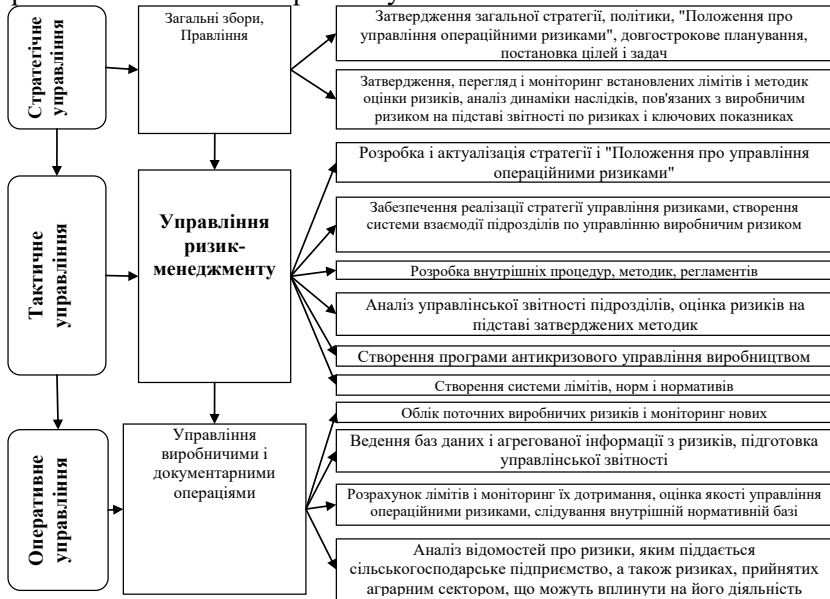 Стратегічне
управління
Загальні збори,
Правління
Затвердження загальної стратегії, політики, "Положення про
управління операційними ризиками", довгострокове планування,
постановка цілей і задач
Затвердження, перегляд і моніторинг встановлених лімітів і методик
оцінки ризиків, аналіз динаміки наслідків, пов'язаних з виробничим
ризиком на підставі звітності по ризиках і ключових показниках
Тактичне
управління
Управління
ризик-
менеджменту
Розробка і актуалізація стратегії і "Положення про управління
операційними ризиками"
Забезпечення реалізації стратегії управління ризиками, створення
системи взаємодії підрозділів по управлінню виробничим ризиком
Розробка внутрішніх процедур, методик, регламентів
Аналіз управлінської звітності підрозділів, оцінка ризиків на
підставі затверджених методик
Створення програми антикризового управління виробництвом
Створення системи лімітів, норм і нормативів
Оперативне
управління
Управління
виробничими і
документарними
операціями
Облік поточних виробничих ризиків і моніторинг нових
Ведення баз даних і агрегованої інформації з ризиків, підготовка
управлінської звітності
Розрахунок лімітів і моніторинг їх дотримання, оцінка якості управління
операційними ризиками, слідування внутрішній нормативній базі
Аналіз відомостей про ризики, яким піддається
сільськогосподарське підприємство, а також ризиках, прийнятих
аграрним сектором, що можуть вплинути на його діяльність